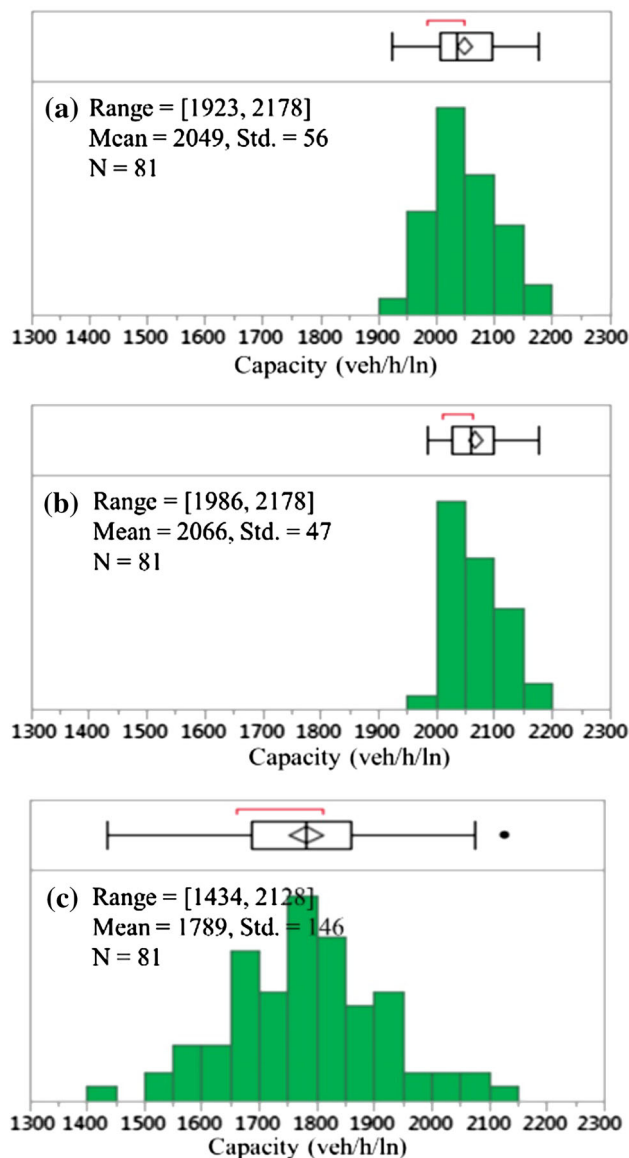 (a) Range = [1923, 2178]
Mcan = 2049, Std. = 56
N = 81
1300 1400 1500 1600 1700 1800 1900 2000 2100 2200 2300
Capacity (veh/h/ln)
(b) Range = [1986, 2178]
Mean = 2066, Std. = 47
N = 81
1300 1400 1500 1600 1700 1800 1900 2000 2100 2200 2300
Capacity (veh/h/ln)
(c) Range = [1434, 2128]
Mean = 1789, Std. = 146
N = 81
1300 1400 1500 1600 1700 1800 1900 2000 2100 2200 2300
Capacity (veh/h/ln)